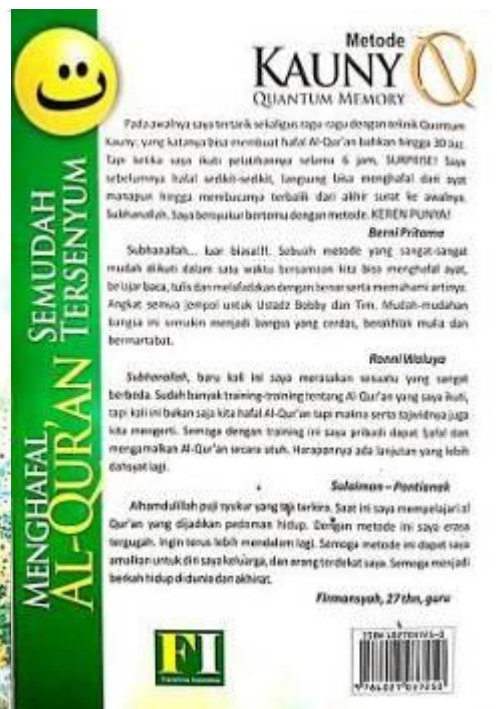 Metode
KAUNY
QUANTUM MEMORY
Pada awalnya saya tertarik sekaligus ragu-ragu dengan teknik Quantum
Kauny, yang katanya bisa membuat hafal Al-Qur'an bahkan hingga 30 Juz.
Tapi ketika saya ikuti pelatihannya selama 6 jam, SURPRISE! Saya
sebelumnya hafal sedikit-sedikit, langsung bisa menghafal dari ayat
manapun hingga membacanya terbalik dari akhir surat ke awalnya.
Subhanallah, Saya bersyukur bertemu dengan metode. KEREN PUNYA!
Berni Pritama
Subhanallah... luar biasa!!!. Sebuah metode yang sangat-sangat
mudah diikuti dalam satu waktu bersamaan kita bisa menghafal ayat,
belajar baca, tulis dan melafadzkan dengan benar serta memahami artinya.
Angkat semua jempol untuk Ustadz Bobby dan Tim. Mudah-mudahan
bangsa ini semakin menjadi bangsa yang cerdas, berakhlak mulia dan
bermartabat.
Ronni Waluya
Subhanallah, baru kali ini saya merasakan sesuatu yang sangat
berbeda. Sudah banyak training-training tentang Al-Qur'an yang saya ikuti,
tapi kali ini bukan saja kita hafal Al-Qur'an tapi makna serta tajwidnya juga
kita mengerti. Semoga dengan training ini saya pribadi dapat hafal dan
mengamalkan Al-Qur'an secara utuh. Harapannya ada lanjutan yang lebih
dahsyat lagi.
Sulaiman – Pontianak
Alhamdulillah puji syukur yang terkira. Saat ini saya mempelajari al
Qur'an yang dijadikan pedoman hidup. Dengan metode ini saya
tergugah. Ingin terus lebih mendalam lagi. Semoga metode ini dapat saya
amalkan untuk diri saya keluarga, dan orang terdekat saya. Semoga menjadi
berkah hidup di dunia dan akhirat.
Firmansyah, 27 thn, guru
MENGHAFAL
AL-QUR'AN
SEMUDAH
TERSENYUM
FI